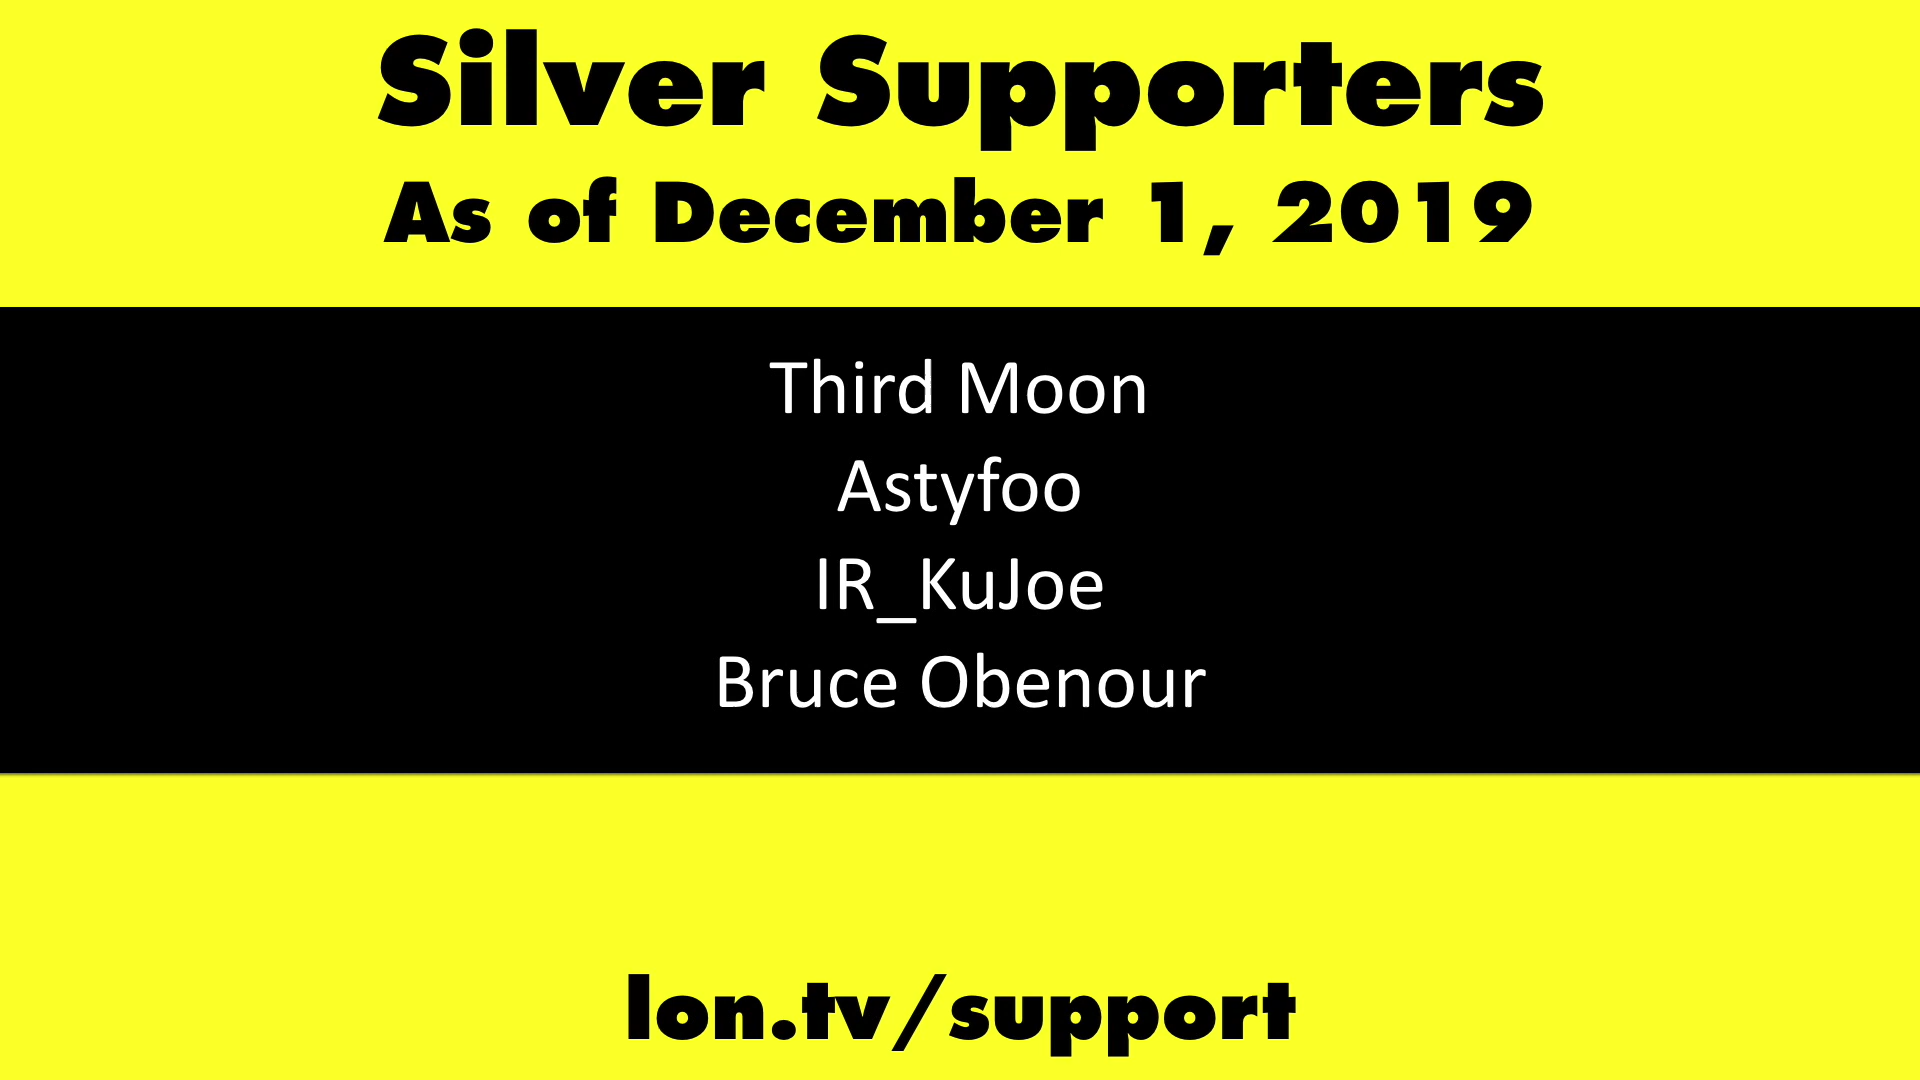 Silver Supporters
As of December 1, 2019
Third Moon
Astyfoo
IR_KuJoe
Bruce Obenour
lon.tv/support